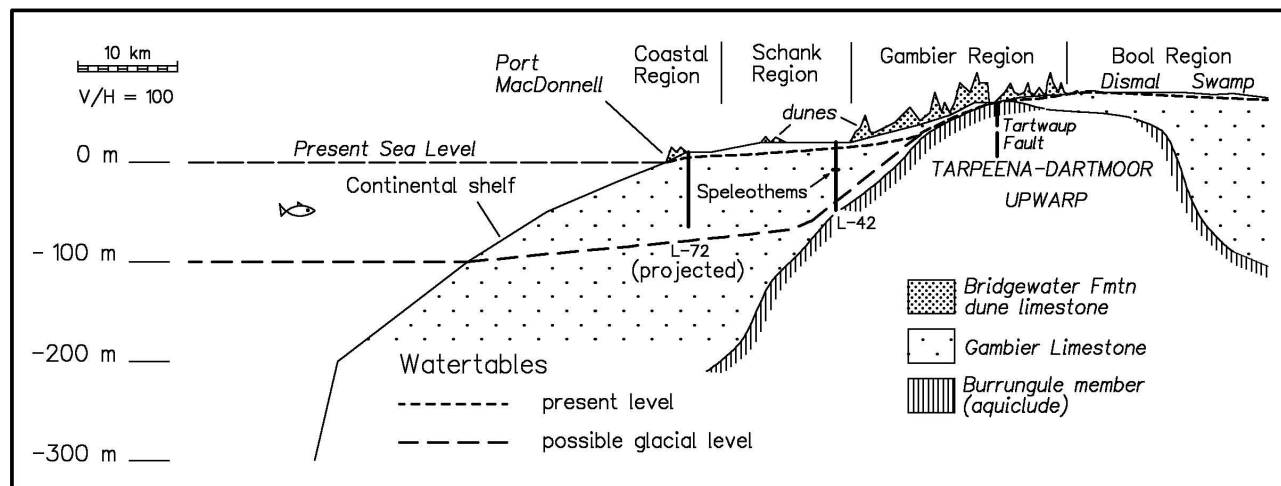 10 km
V/H = 100
Port
MacDonnell
Coastal
Region
Schank
Region
Gambier Region
Bool Region
Dismal Swamp
dunes
0 m
Present Sea Level
Continental shelf
Speleothems
Tartwaup
Fault
TARPEENA-DARTMOOR
UPWARP
L-42
L-72
(projected)
- 100 m
-200 m
-300 m
Watertables
present level
possible glacial level
Bridgewater Fmtn
dune limestone
Gambier Limestone
Burrungule member
(aquiclude)